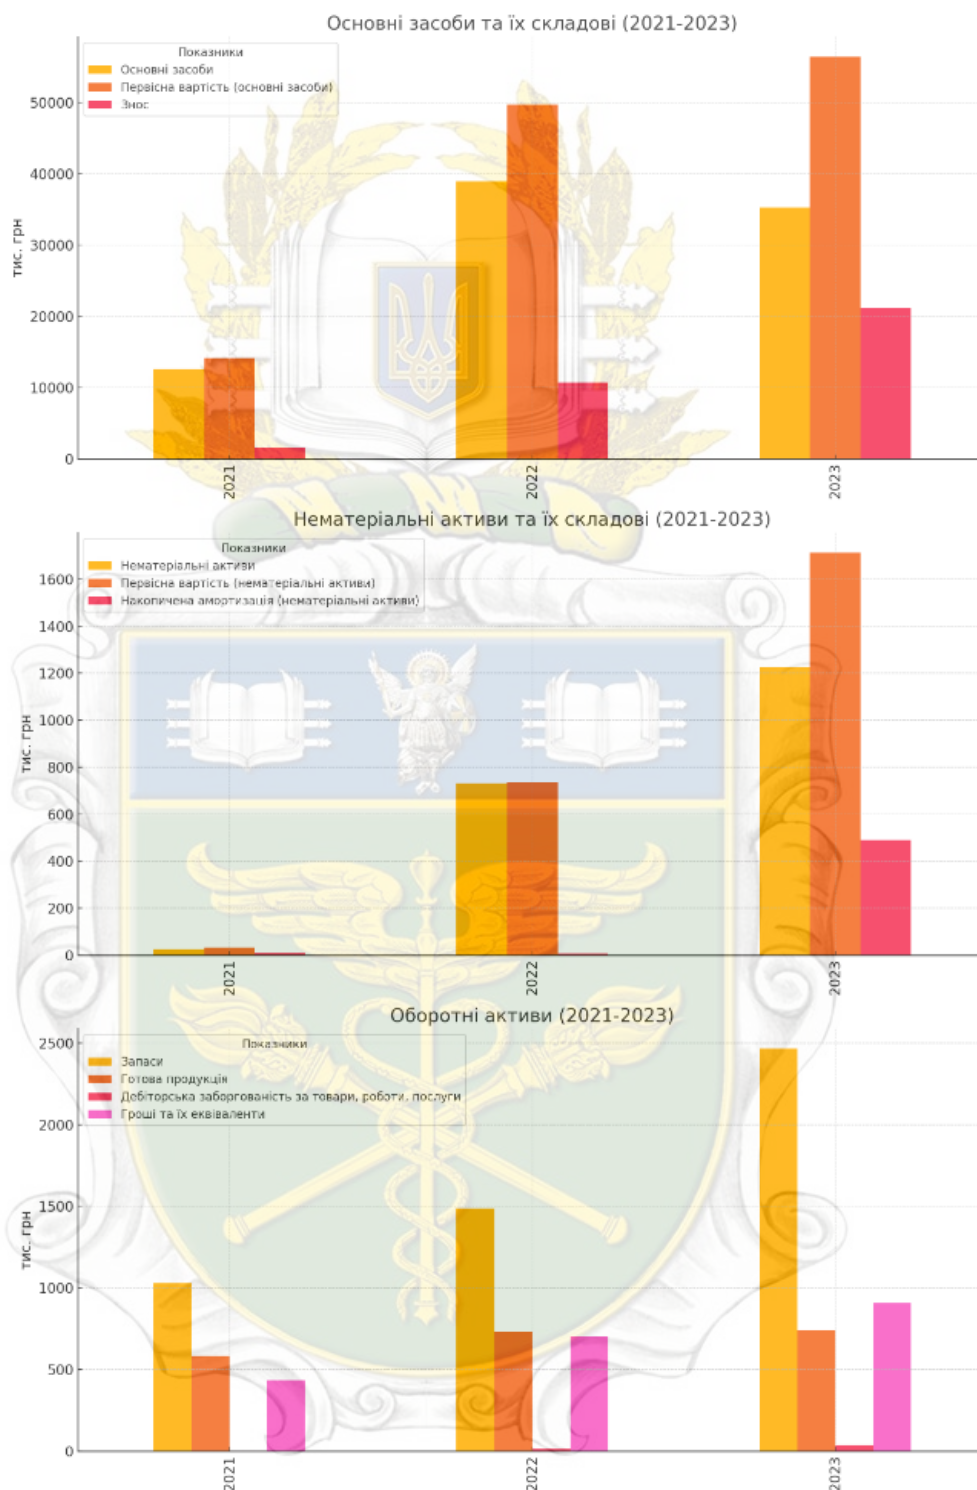 Основні засоби та їх складові (2021-2023)
Показники
Основні засоби
Первісна вартість (основні засоби)
Знос
тис. грн
50000
40000
30000
20000
10000
0
2021
2022
2023
Нематеріальні активи та їх складові (2021-2023)
Показники
Нематеріальні активи
Первісна вартість (нематеріальні активи)
Накопичена амортизація (нематеріальні активи)
тис. грн
1600
1400
1200
1000
800
600
400
200
0
2021
2022
2023
Оборотні активи (2021-2023)
Показники
Запаси
Готова продукція
Дебіторська заборгованість за товари, роботи, послуги
Гроші та їх еквіваленти
тис. грн
2500
2000
1500
1000
500
0
2021
2022
2023